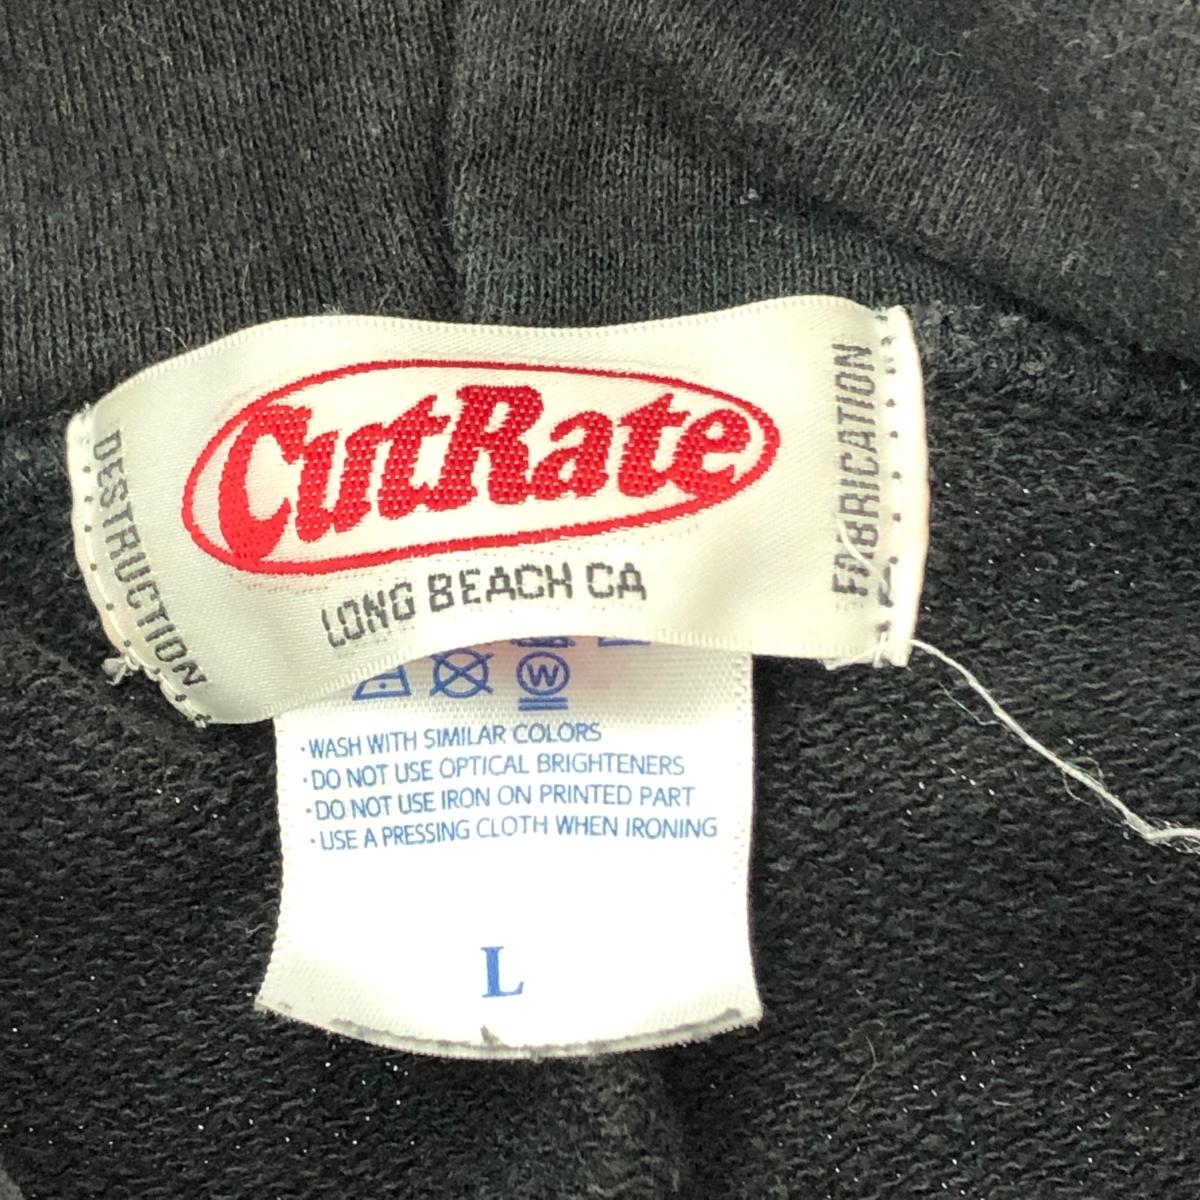 CutRate
LONG BEACH CA
DESTRUCTION
FABRICATION
W
·WASH WITH SIMILAR COLORS
·DO NOT USE OPTICAL BRIGHTENERS
·DO NOT USE IRON ON PRINTED PART
·USE A PRESSING CLOTH WHEN IRONING
L